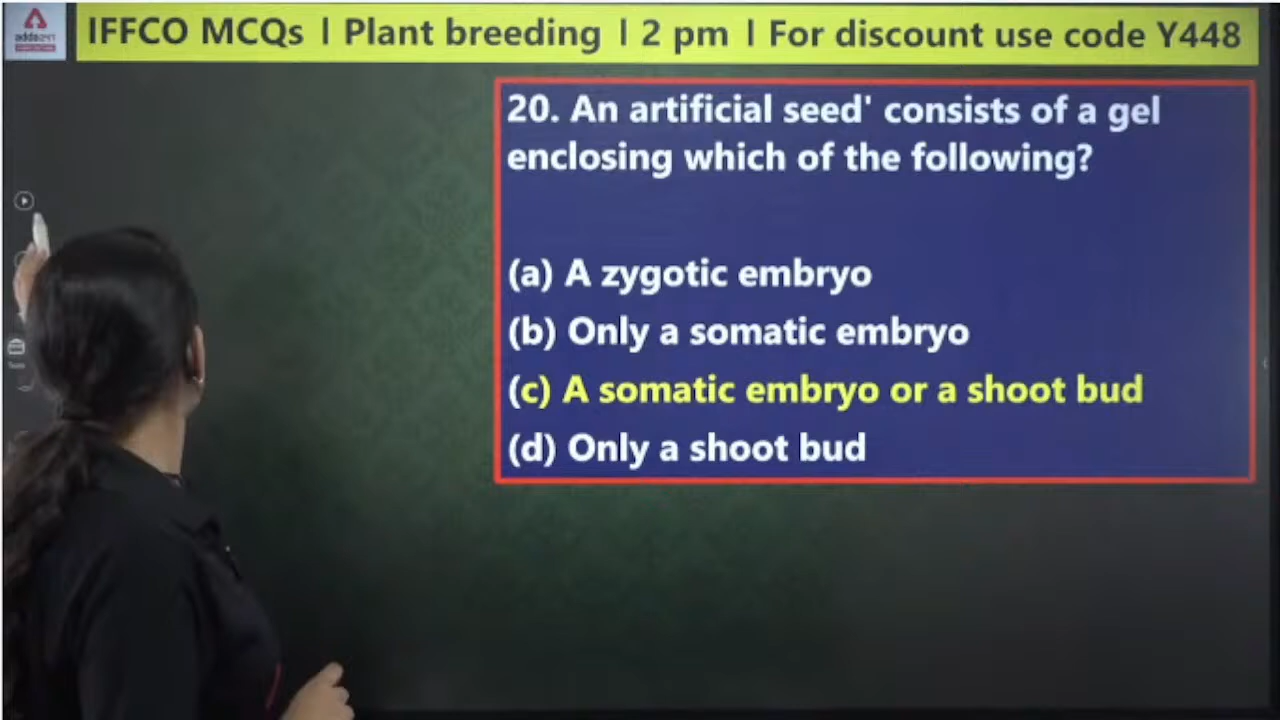 adda247
IFFCO MCQs | Plant breeding | 2 pm | For discount use code Y448
20. An artificial seed' consists of a gel
enclosing which of the following?
(a) A zygotic embryo
(b) Only a somatic embryo
(c) A somatic embryo or a shoot bud
(d) Only a shoot bud